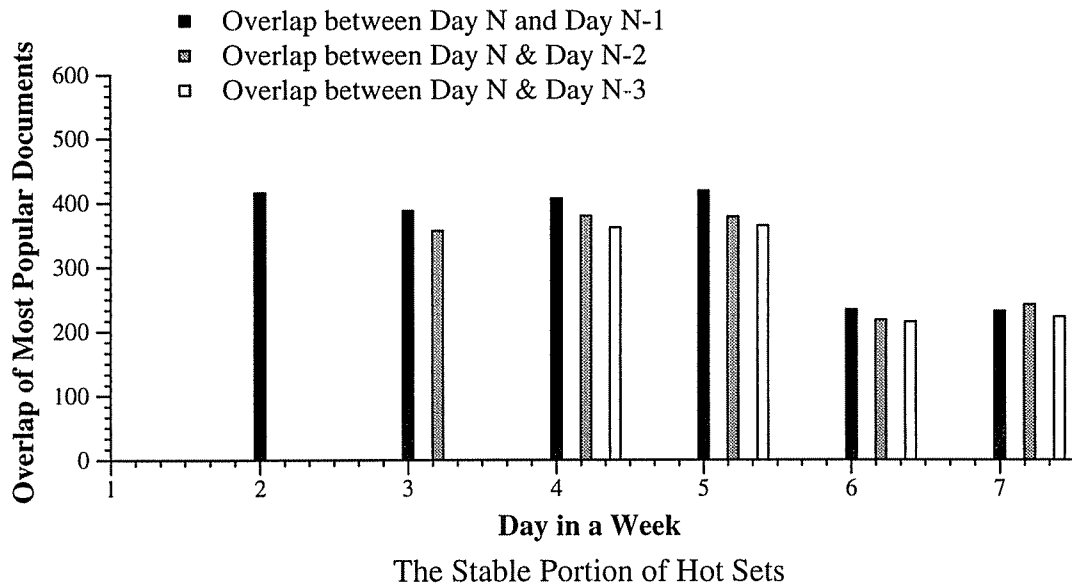 Overlap between Day N and Day N-1
Overlap between Day N & Day N-2
Overlap between Day N & Day N-3
Overlap of Most Popular Documents
600
500
400
300
200
100
0
1 2 3 4 5 6 7
Day in a Week
The Stable Portion of Hot Sets